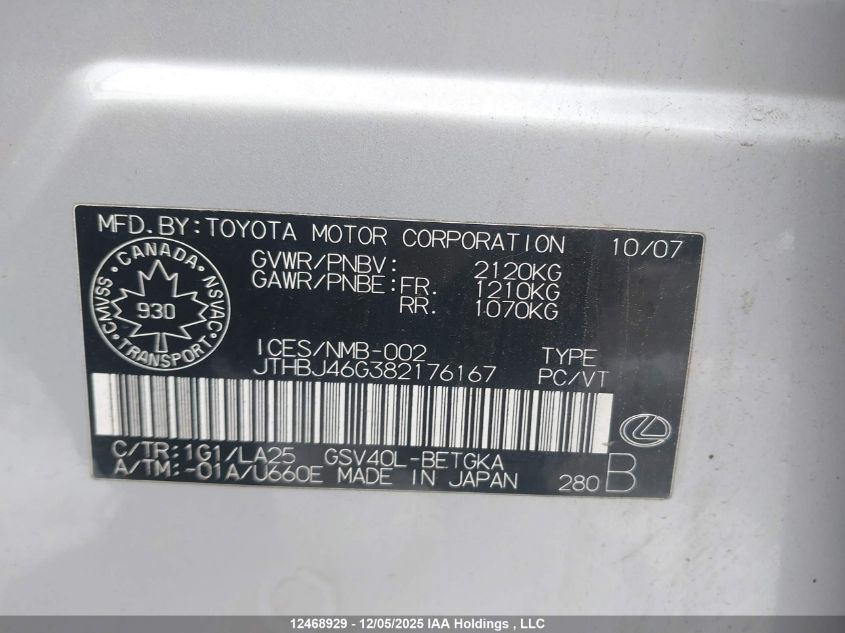 MFD.BY:TOYOTA MOTOR CORPORATION 10/07
GVWR/PNBV: 2120KG
GAWR/PNBE:FR. 1210KG
RR. 1070KG
CANADA
CMVSS NSVAC
930
TRANSPORT
ICES/NMB-002 TYPE
JTHBJ46G382176167 PC/VT
C/TR:1G1/LA25 GSV40L-BETGKA
A/TM:-01A/U660E MADE IN JAPAN 280 B
12468929 - 12/05/2025 IAA Holdings , LLC